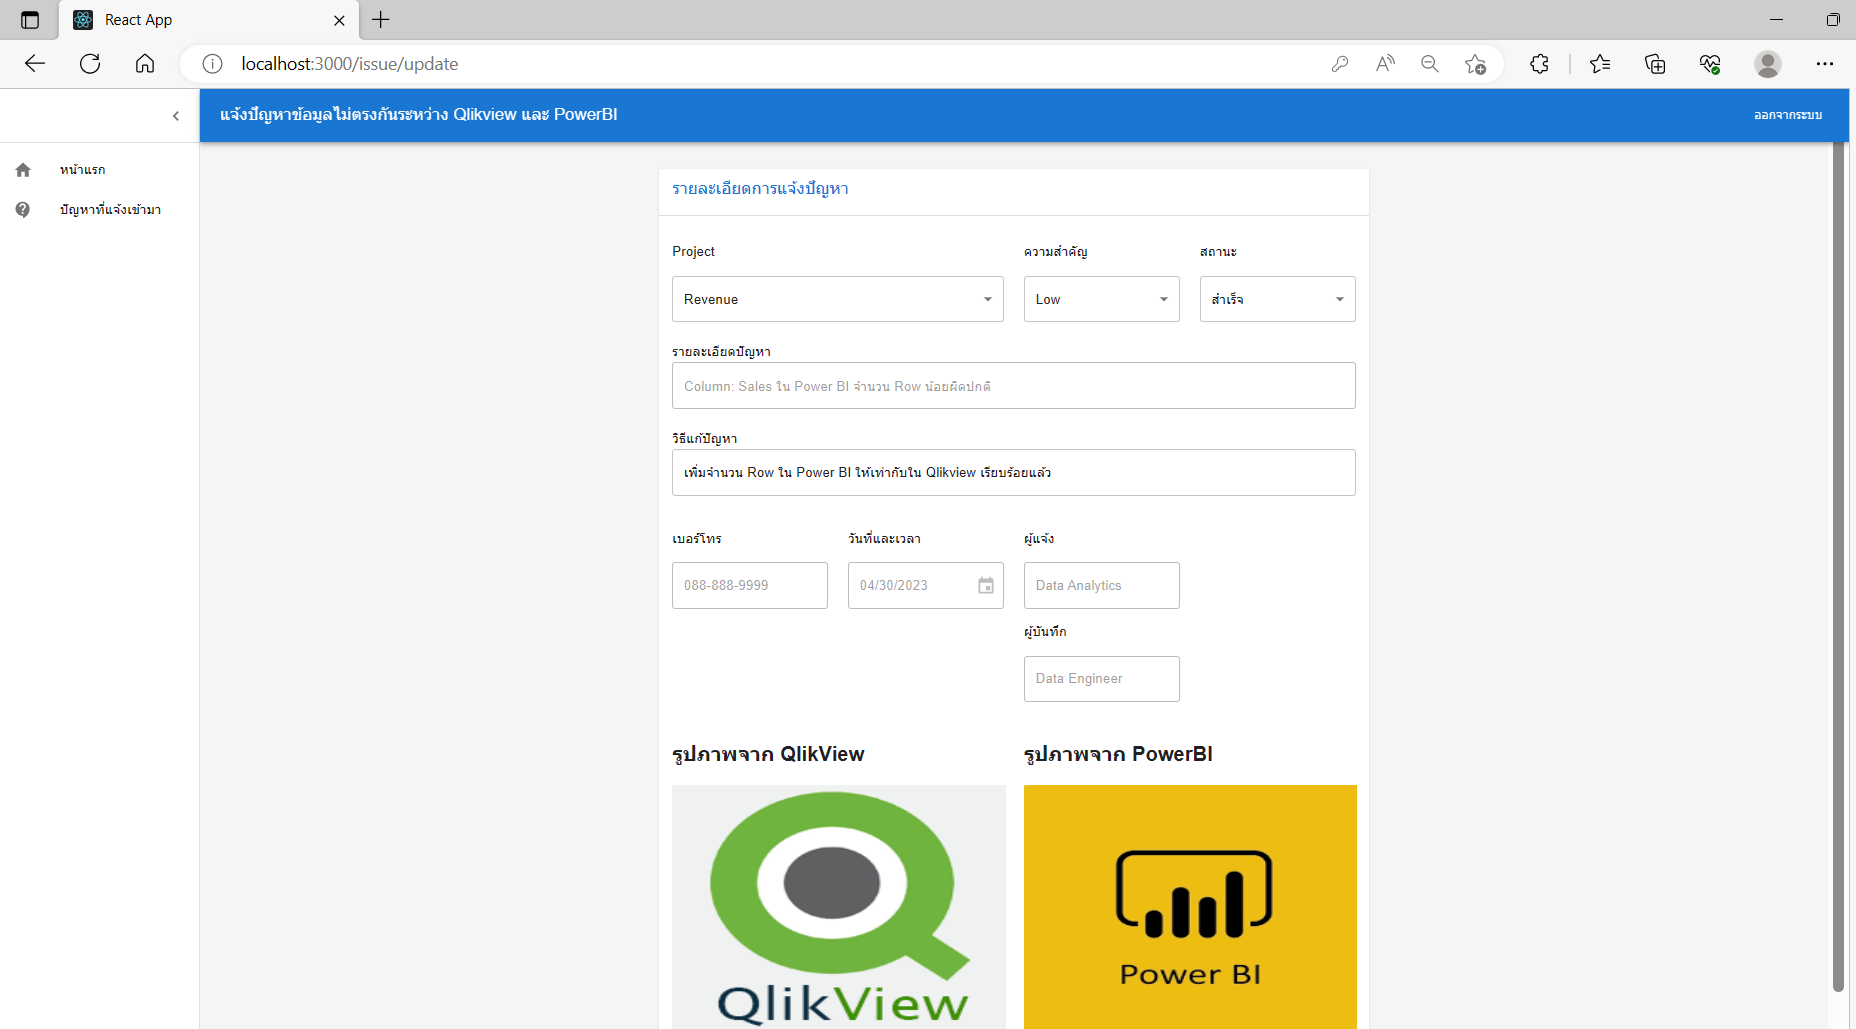 React App
localhost:3000/issue/update
แจ้งปัญหาข้อมูลไม่ตรงกันระหว่าง Qlikview และ PowerBI
ออกจากระบบ
หน้าแรก
ปัญหาที่แจ้งเข้ามา
รายละเอียดการแจ้งปัญหา
Project ความสำคัญ สถานะ
Revenue Low สำเร็จ
รายละเอียดปัญหา
Column: Sales ใน Power BI จำนวน Row น้อยผิดปกติ
วิธีแก้ปัญหา
เพิ่มจำนวน Row ใน Power BI ให้เท่ากับใน Qlikview เรียบร้อยแล้ว
เบอร์โทร วันที่และเวลา ผู้แจ้ง
088-888-9999 04/30/2023 Data Analytics
ผู้บันทึก
Data Engineer
รูปภาพจาก QlikView รูปภาพจาก PowerBI
Power BI
QlikView